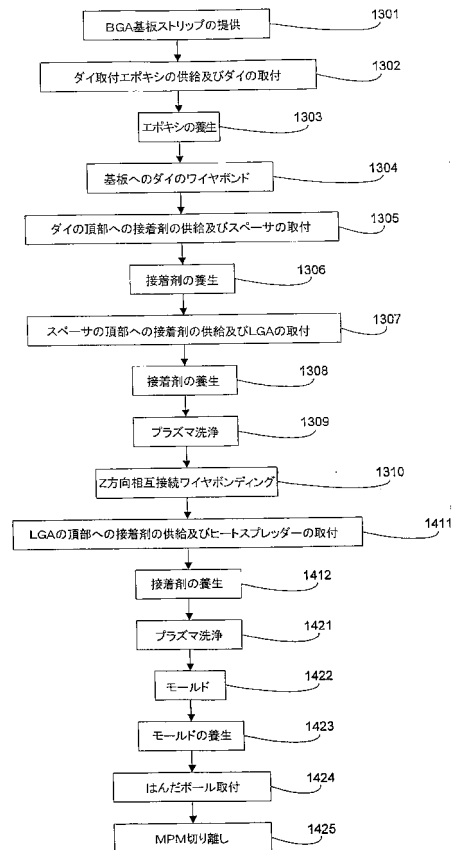 BGA基板ストリップの提供
1301
ダイ取付エポキシの供給及びダイの取付
1302
エポキシの養生
1303
基板へのダイのワイヤボンド
1304
ダイの頂部への接着剤の供給及びスペーサの取付
1305
接着剤の養生
1306
スペーサの頂部への接着剤の供給及びLGAの取付
1307
接着剤の養生
1308
プラズマ洗浄
1309
Z方向相互接続ワイヤボンディング
1310
LGAの頂部への接着剤の供給及びヒートスプレッダーの取付
1411
接着剤の養生
1412
プラズマ洗浄
1421
モールド
1422
モールドの養生
1423
はんだボール取付
1424
MPM切り離し
1425